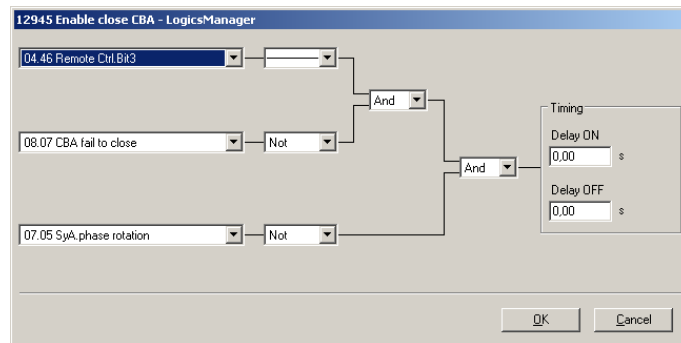 12945 Enable close CBA - LogicsManager
04.46 Remote Ctrl.Bit3
And
Timing
Delay ON
08.07 CBA fail to close Not
0,00 s
And
Delay OFF
0,00 s
07.05 SyA.phase rotation Not
OK Cancel